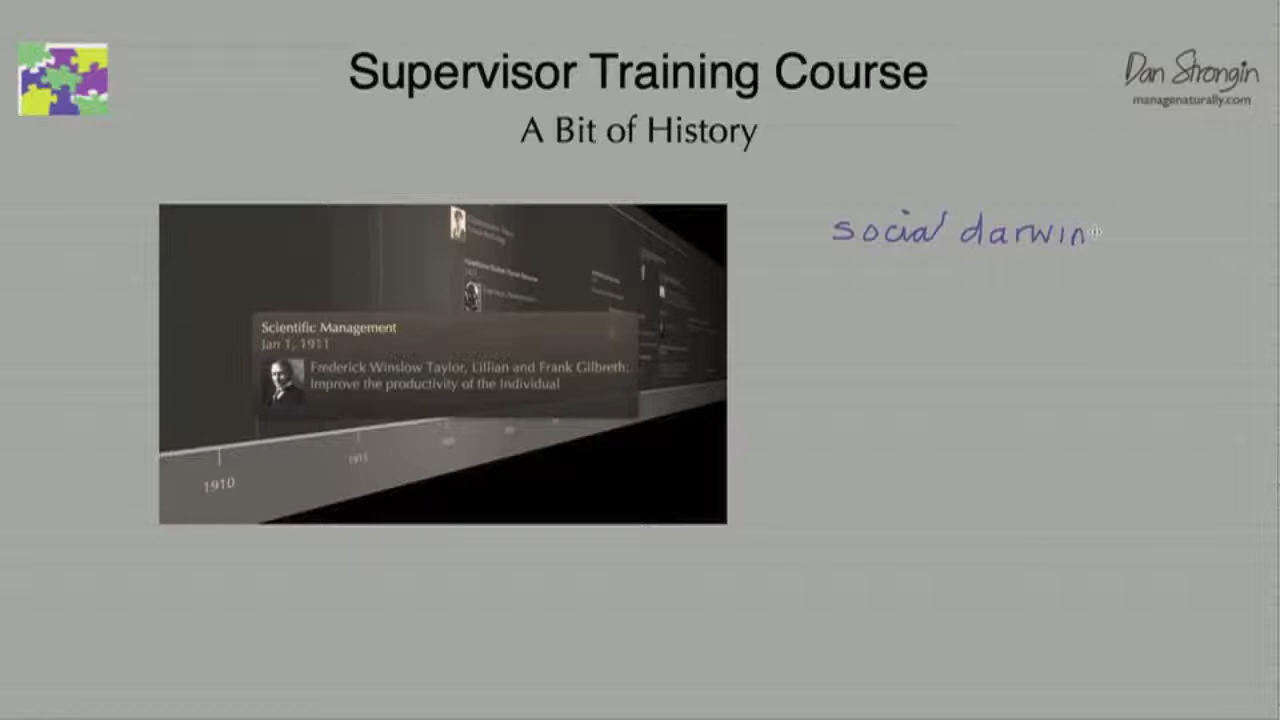 Supervisor Training Course
A Bit of History
Dan Strongin
managenaturally.com
social darwin
Scientific Management
Jan 1, 1911
Frederick Winslow Taylor, Lillian and Frank Gilbreth:
Improve the productivity of the Individual
1910
1915